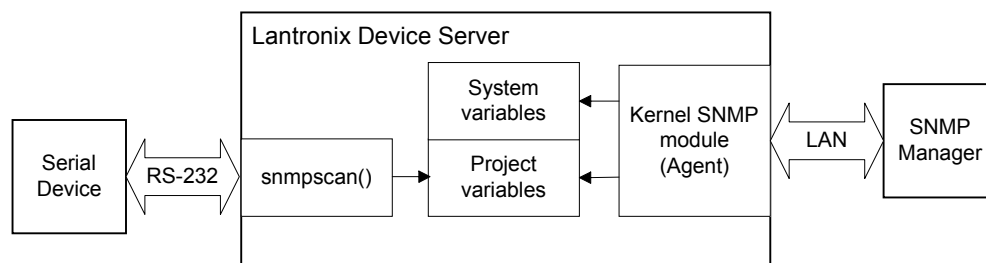 Lantronix Device Server
Serial
Device
RS-232
snmpscan()
System
variables
Project
variables
Kernel SNMP
module
(Agent)
LAN
SNMP
Manager